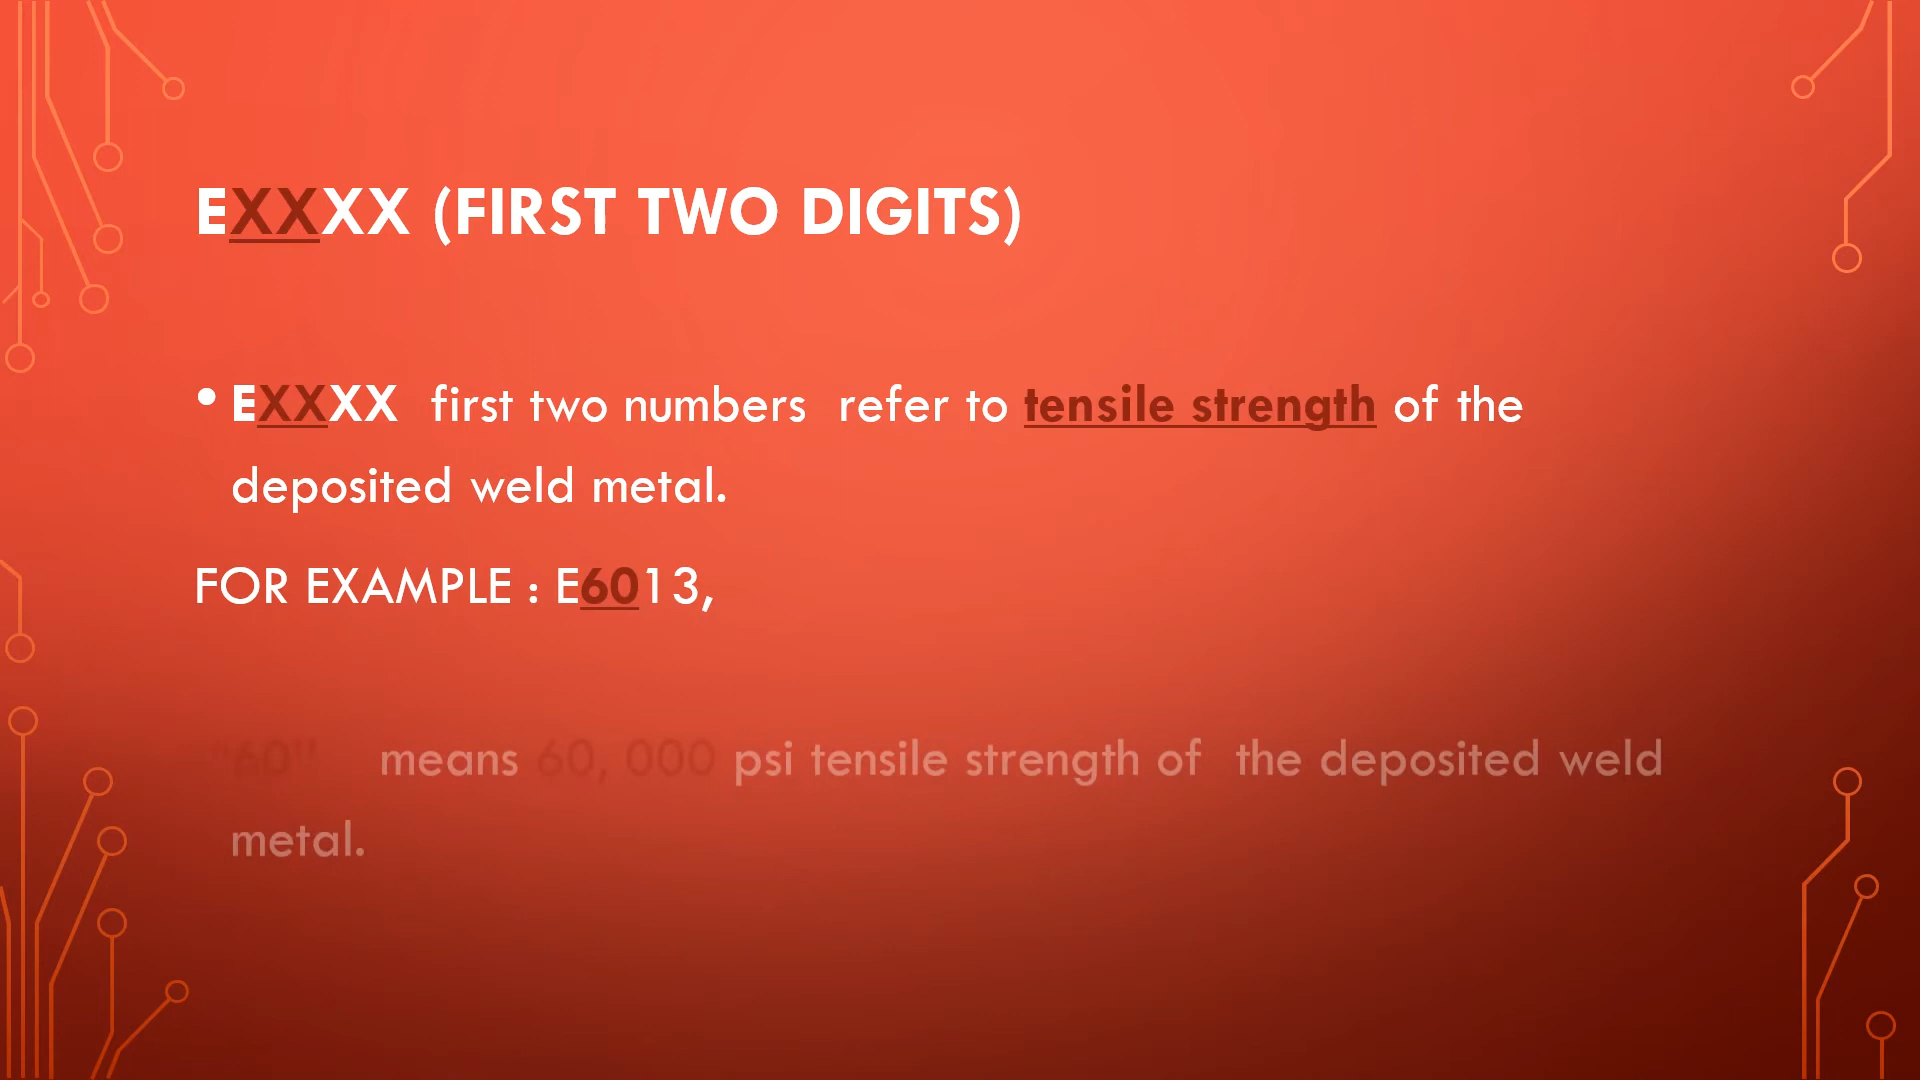 EXXXX (FIRST TWO DIGITS)
• EXXXX first two numbers refer to tensile strength of the
deposited weld metal.
FOR EXAMPLE : E6013,
"60" means 60, 000 psi tensile strength of the deposited weld
metal.